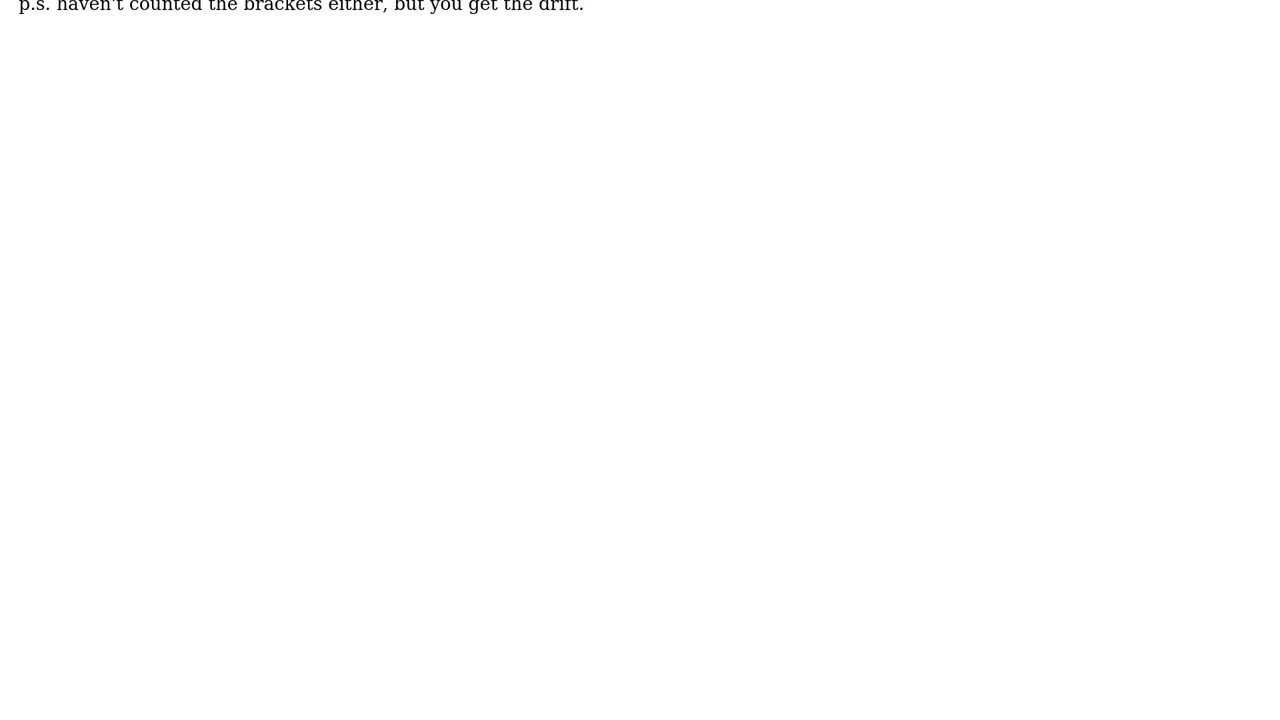 p.s. haven't counted the brackets either, but you get the drift.